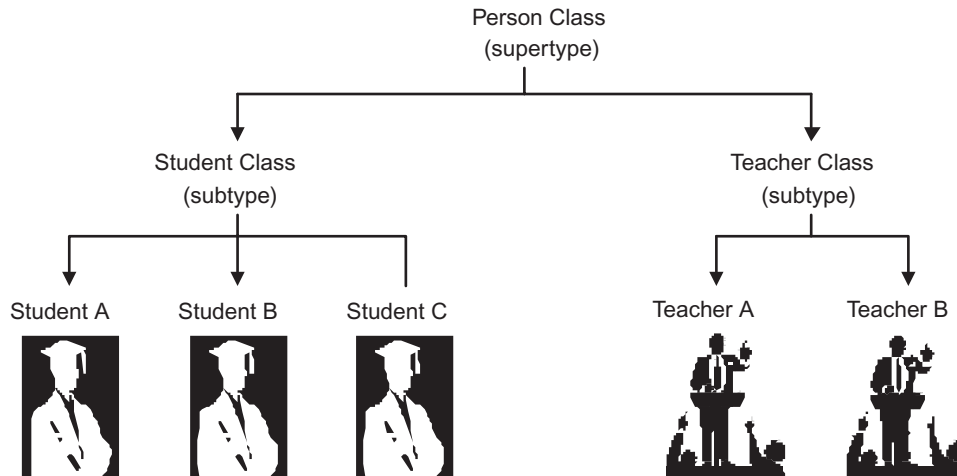 Person Class
(supertype)
Student Class
(subtype)
Teacher Class
(subtype)
Student A
Student B
Student C
Teacher A
Teacher B